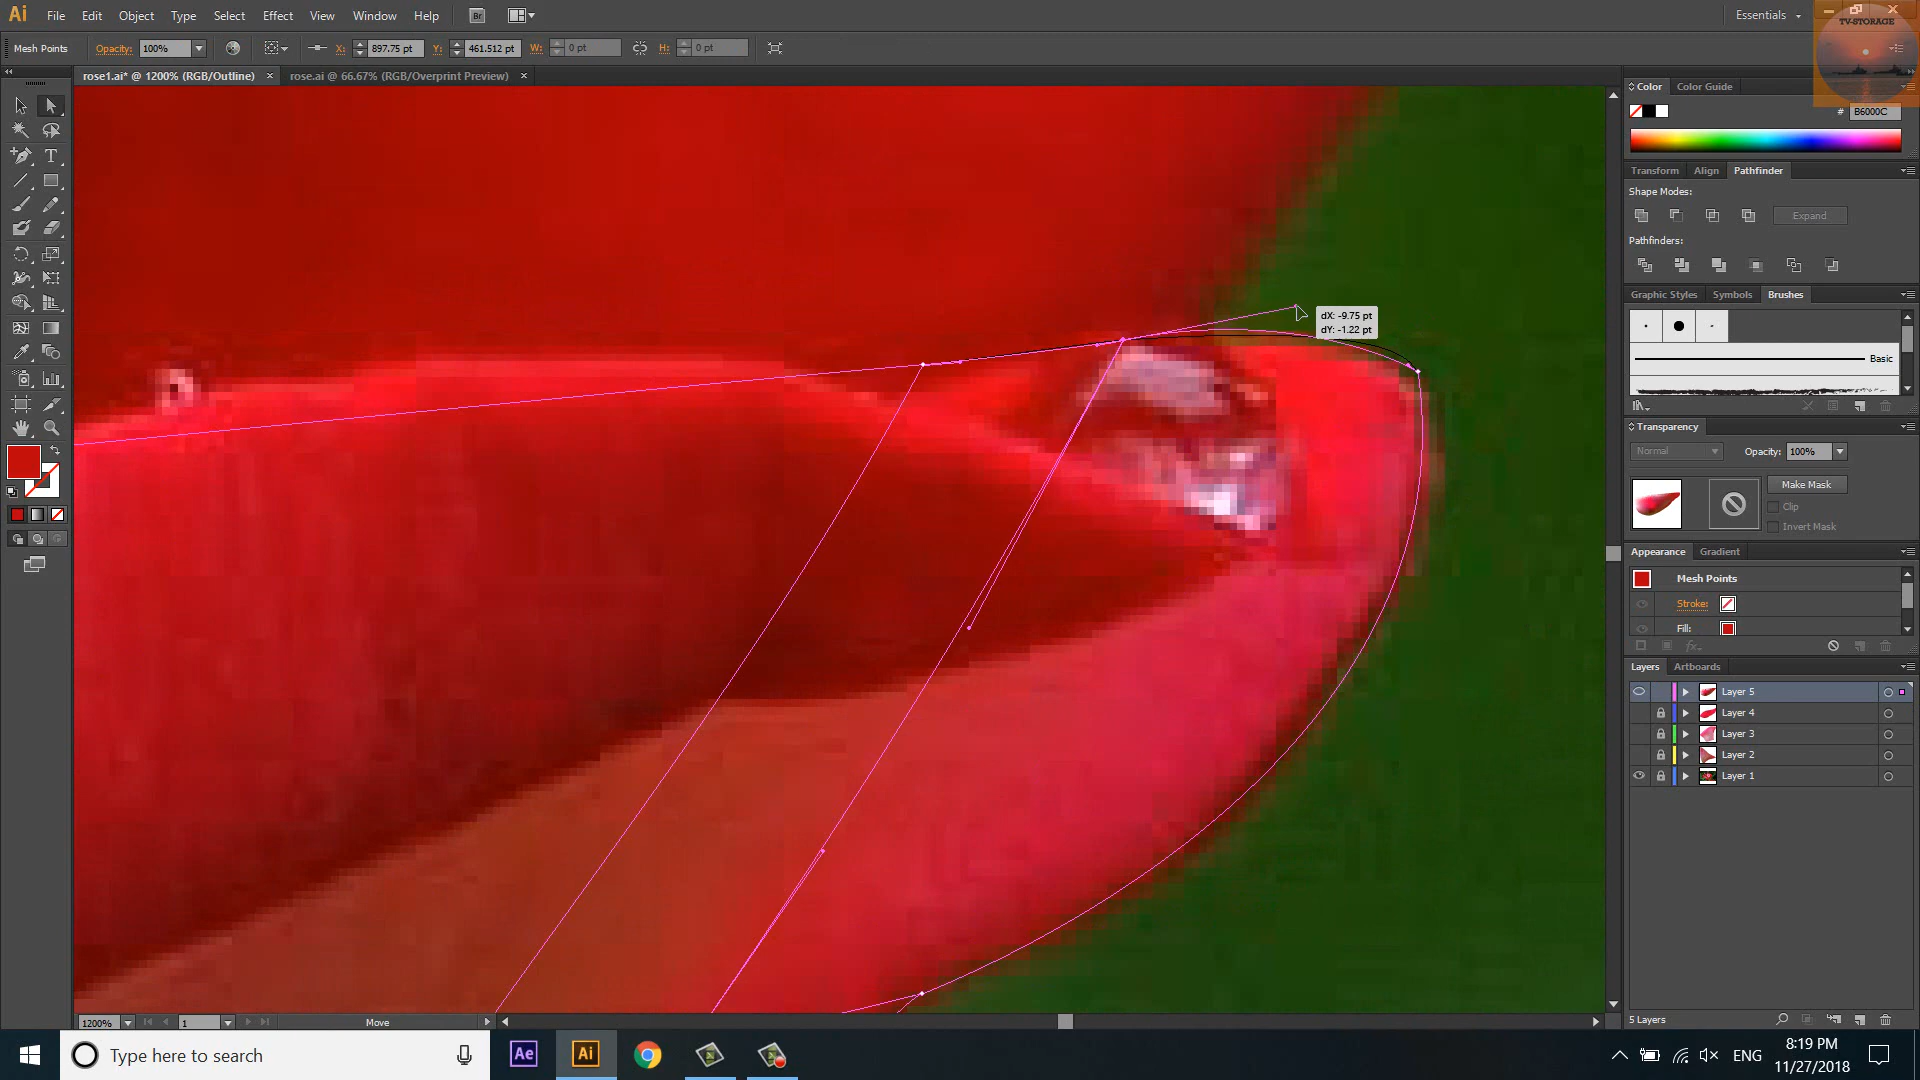 Ai File Edit Object Type Select Effect View Window Help Br Essentials
TV-STORAGE
Mesh Points Opacity: 100% X: 897.75 pt Y: 461.512 pt W: 0 pt H: 0 pt
rose1.ai* @ 1200% (RGB/Outline) × rose.ai @ 66.67% (RGB/Overprint Preview) ×
Color Color Guide
# B6000C
Transform Align Pathfinder
Shape Modes:
Expand
Pathfinders:
Graphic Styles Symbols Brushes
Basic
dX: -9.75 pt
dY: -1.22 pt
Transparency
Normal Opacity: 100%
Make Mask
Clip
Invert Mask
Appearance Gradient
Mesh Points
Stroke:
Fill:
Layers Artboards
Layer 5
Layer 4
Layer 3
Layer 2
Layer 1
5 Layers
1200% 1 Move
Type here to search
Ae Ai
ENG
8:19 PM
11/27/2018